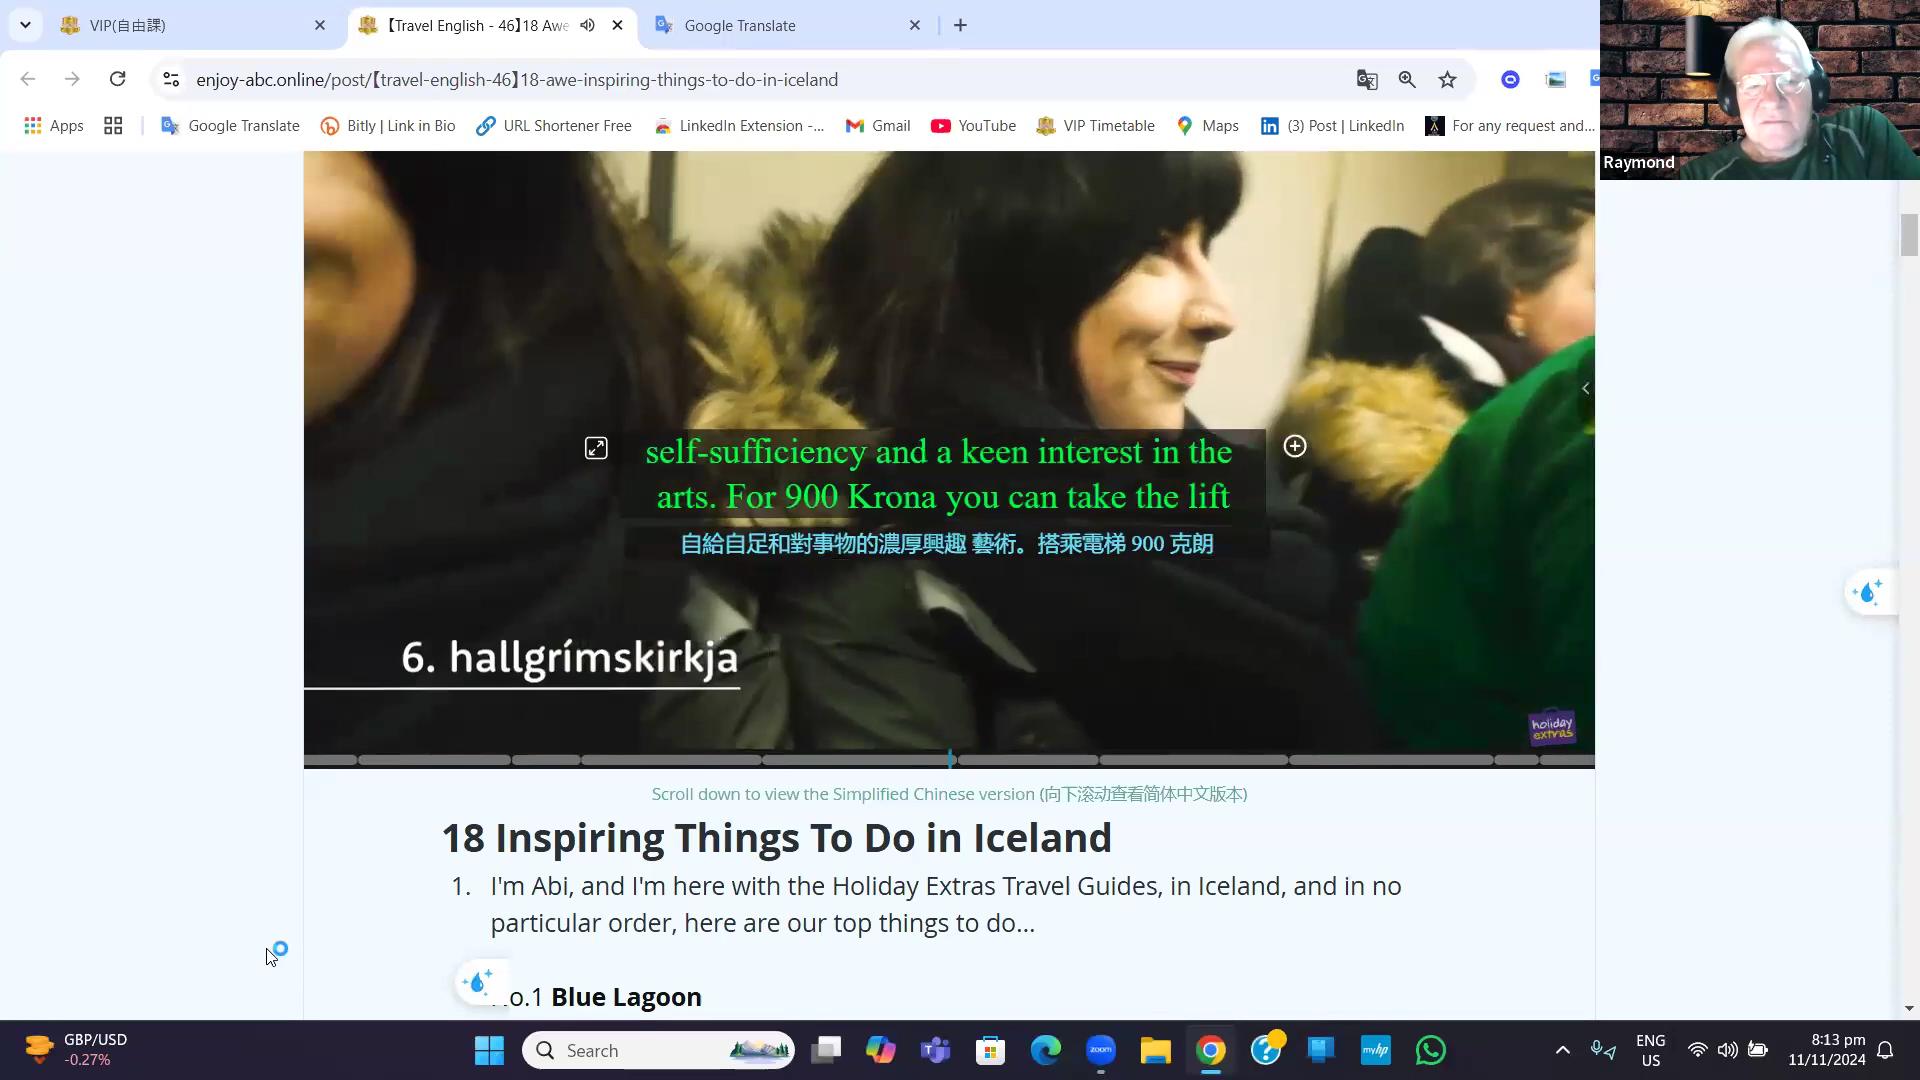 VIP(自由課)
【Travel English - 46】18 Awe
Google Translate
enjoy-abc.online/post/【travel-english-46】18-awe-inspiring-things-to-do-in-iceland
Apps
Google Translate
Bitly | Link in Bio
URL Shortener Free
LinkedIn Extension -...
Gmail
YouTube
VIP Timetable
Maps
(3) Post | LinkedIn
For any request and...
Raymond
self-sufficiency and a keen interest in the
arts. For 900 Krona you can take the lift
自給自足和對事物的濃厚興趣 藝術。搭乘電梯 900 克朗
6. hallgrímskirkja
holiday
extras
Scroll down to view the Simplified Chinese version (向下滚动查看简体中文版本)
18 Inspiring Things To Do in Iceland
1. I'm Abi, and I'm here with the Holiday Extras Travel Guides, in Iceland, and in no
particular order, here are our top things to do...
o.1 Blue Lagoon
GBP/USD
-0.27%
Search
zoom
myhp
ENG
US
8:13 pm
11/11/2024